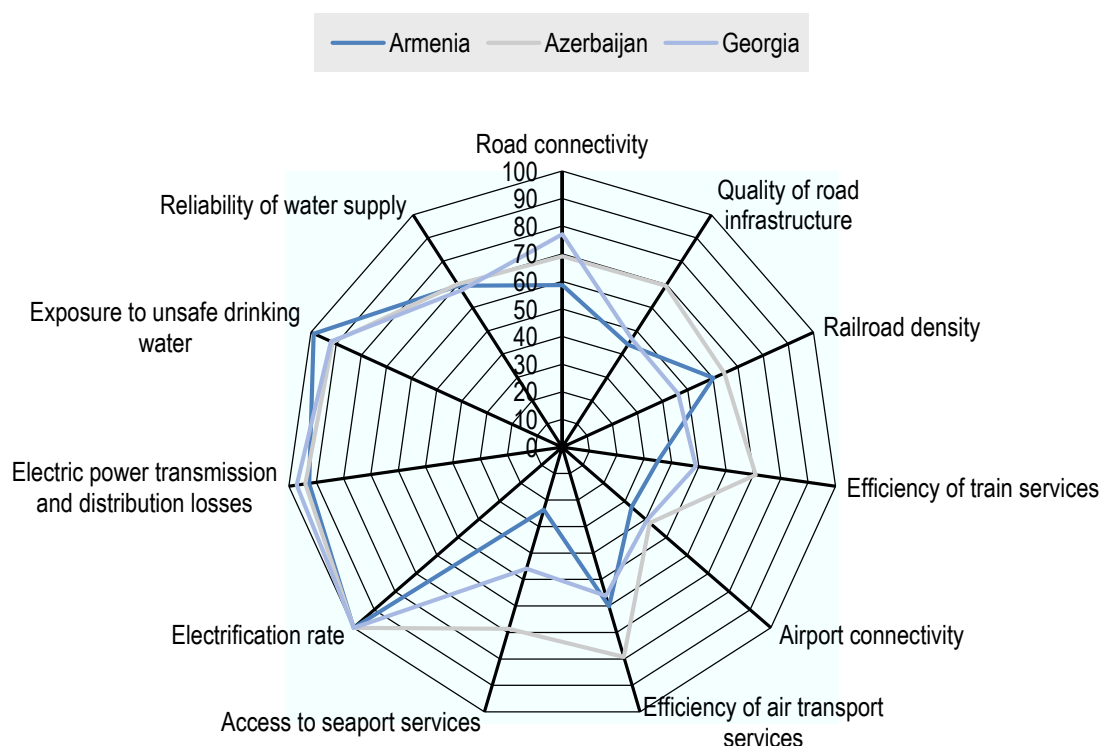 Armenia
Azerbaijan
Georgia
Road connectivity
Quality of road
infrastructure
Railroad density
Efficiency of train services
Airport connectivity
Efficiency of air transport
services
Access to seaport services
Electrification rate
Electric power transmission
and distribution losses
Exposure to unsafe drinking
water
Reliability of water supply
100
90
80
70
60
50
40
30
20
10
0